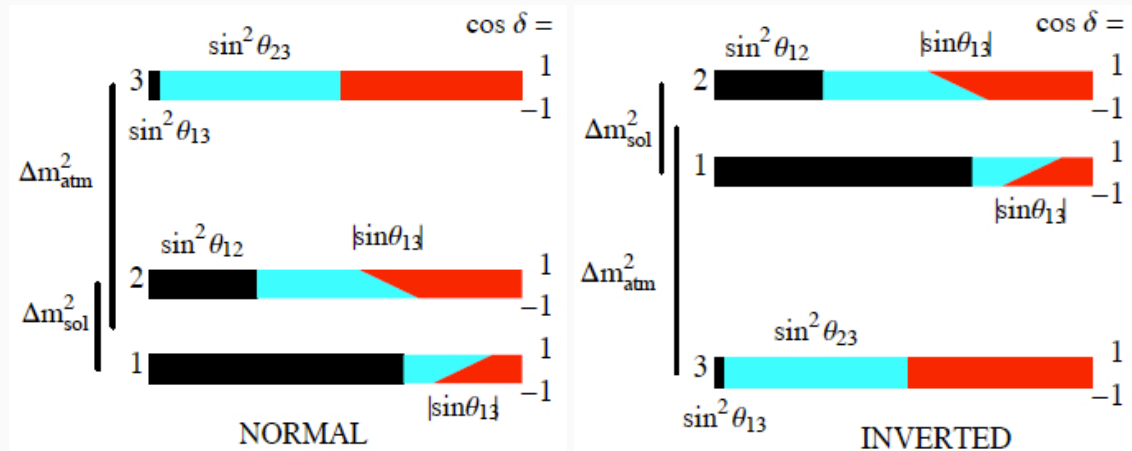 cos δ =
sin²θ₂₃
3
1
−1
sin²θ₁₃
Δm²atm
sin²θ₁₂
|sinθ₁₃|
2
1
−1
Δm²sol
1
1
−1
|sinθ₁₃|
NORMAL
cos δ =
sin²θ₁₂
|sinθ₁₃|
2
1
−1
Δm²sol
1
1
−1
|sinθ₁₃|
Δm²atm
sin²θ₂₃
3
1
−1
sin²θ₁₃
INVERTED